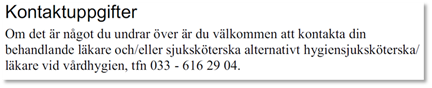 Kontaktuppgifter
Om det är något du undrar över är du välkommen att kontakta din
behandlande läkare och/eller sjuksköterska alternativt hygiensjuksköterska/
läkare vid vårdhygien, tfn 033 - 616 29 04.